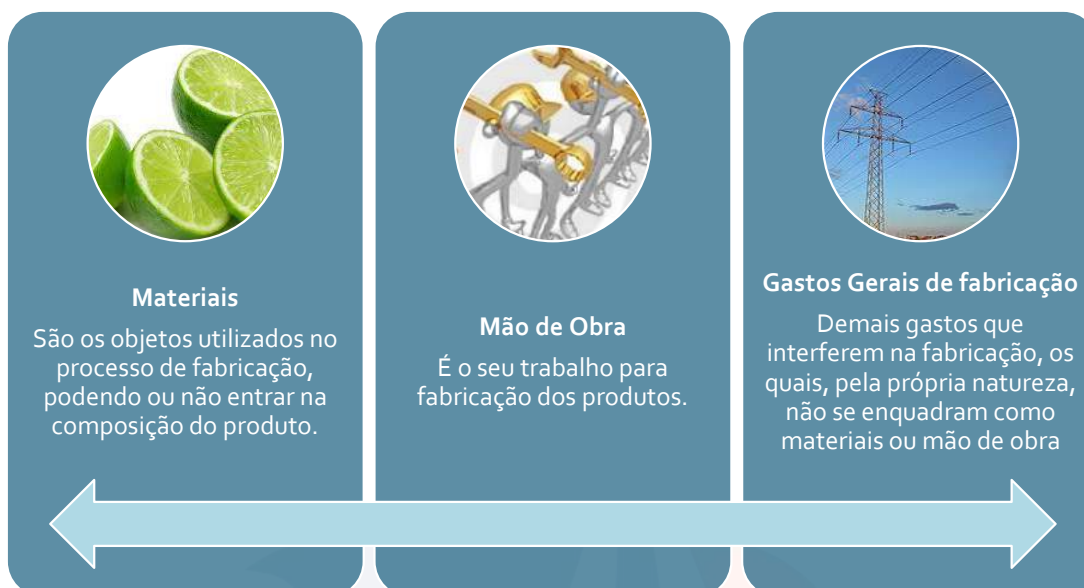 Materiais
São os objetos utilizados no
processo de fabricação,
podendo ou não entrar na
composição do produto.
Mão de Obra
É o seu trabalho para
fabricação dos produtos.
Gastos Gerais de fabricação
Demais gastos que
interferem na fabricação, os
quais, pela própria natureza,
não se enquadram como
materiais ou mão de obra